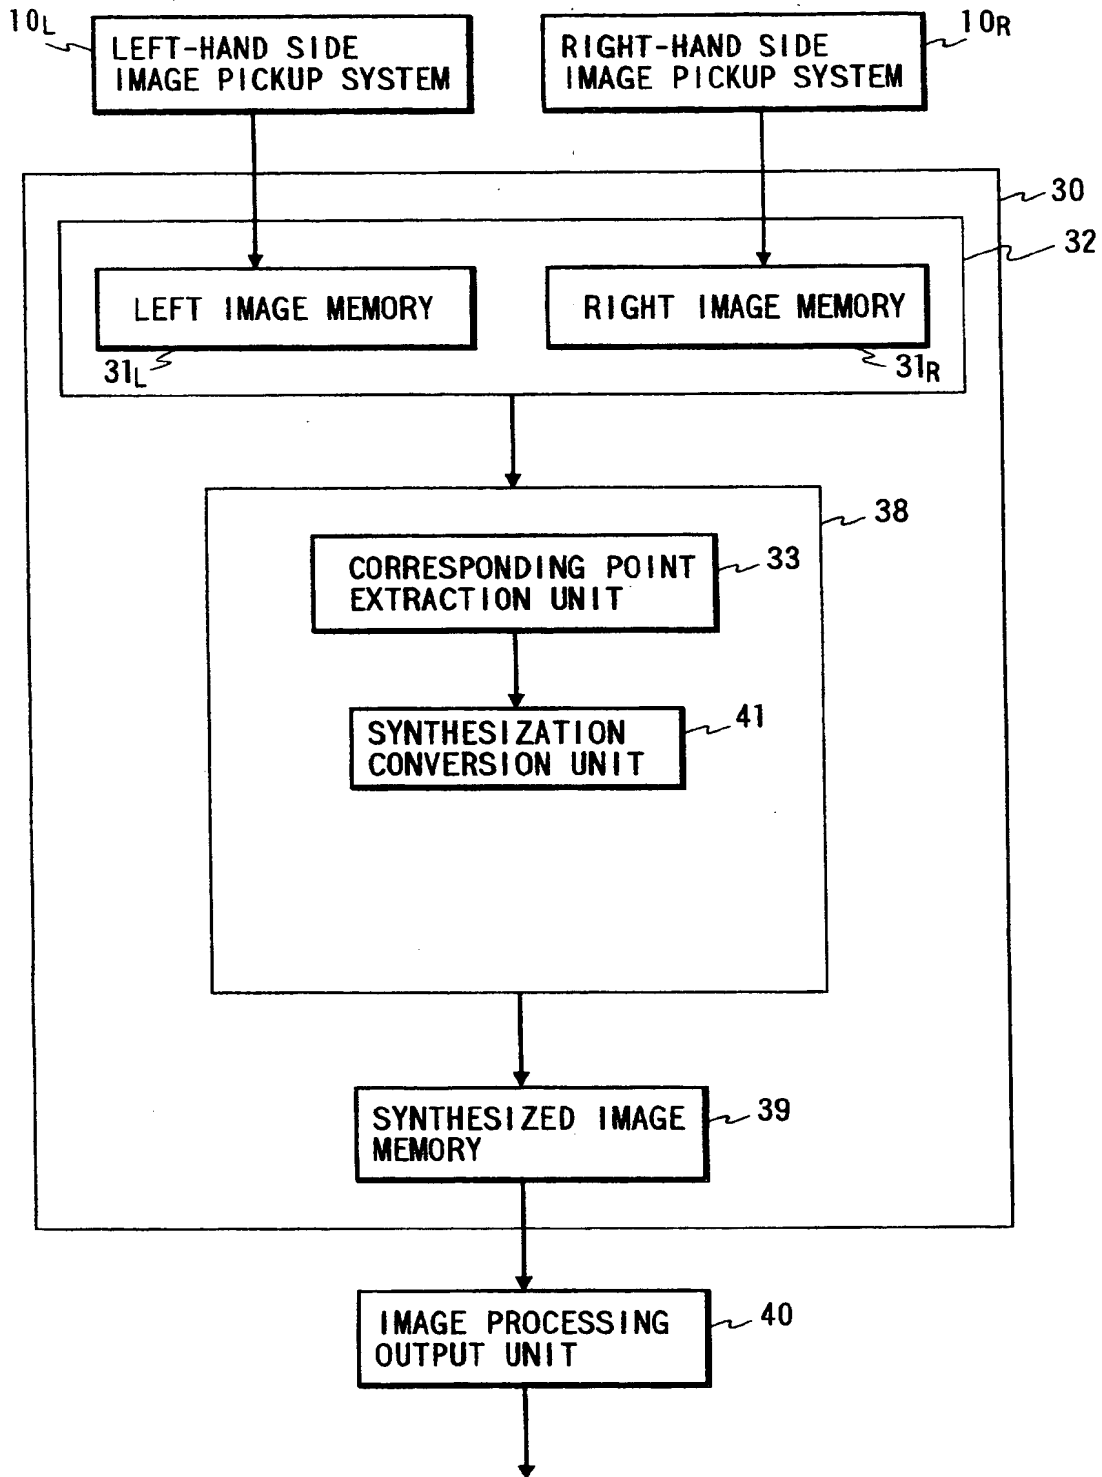 10L
LEFT-HAND SIDE
IMAGE PICKUP SYSTEM
RIGHT-HAND SIDE
IMAGE PICKUP SYSTEM
10R
30
32
LEFT IMAGE MEMORY
31L
RIGHT IMAGE MEMORY
31R
38
CORRESPONDING POINT
EXTRACTION UNIT
33
SYNTHESIZATION
CONVERSION UNIT
41
SYNTHESIZED IMAGE
MEMORY
39
IMAGE PROCESSING
OUTPUT UNIT
40